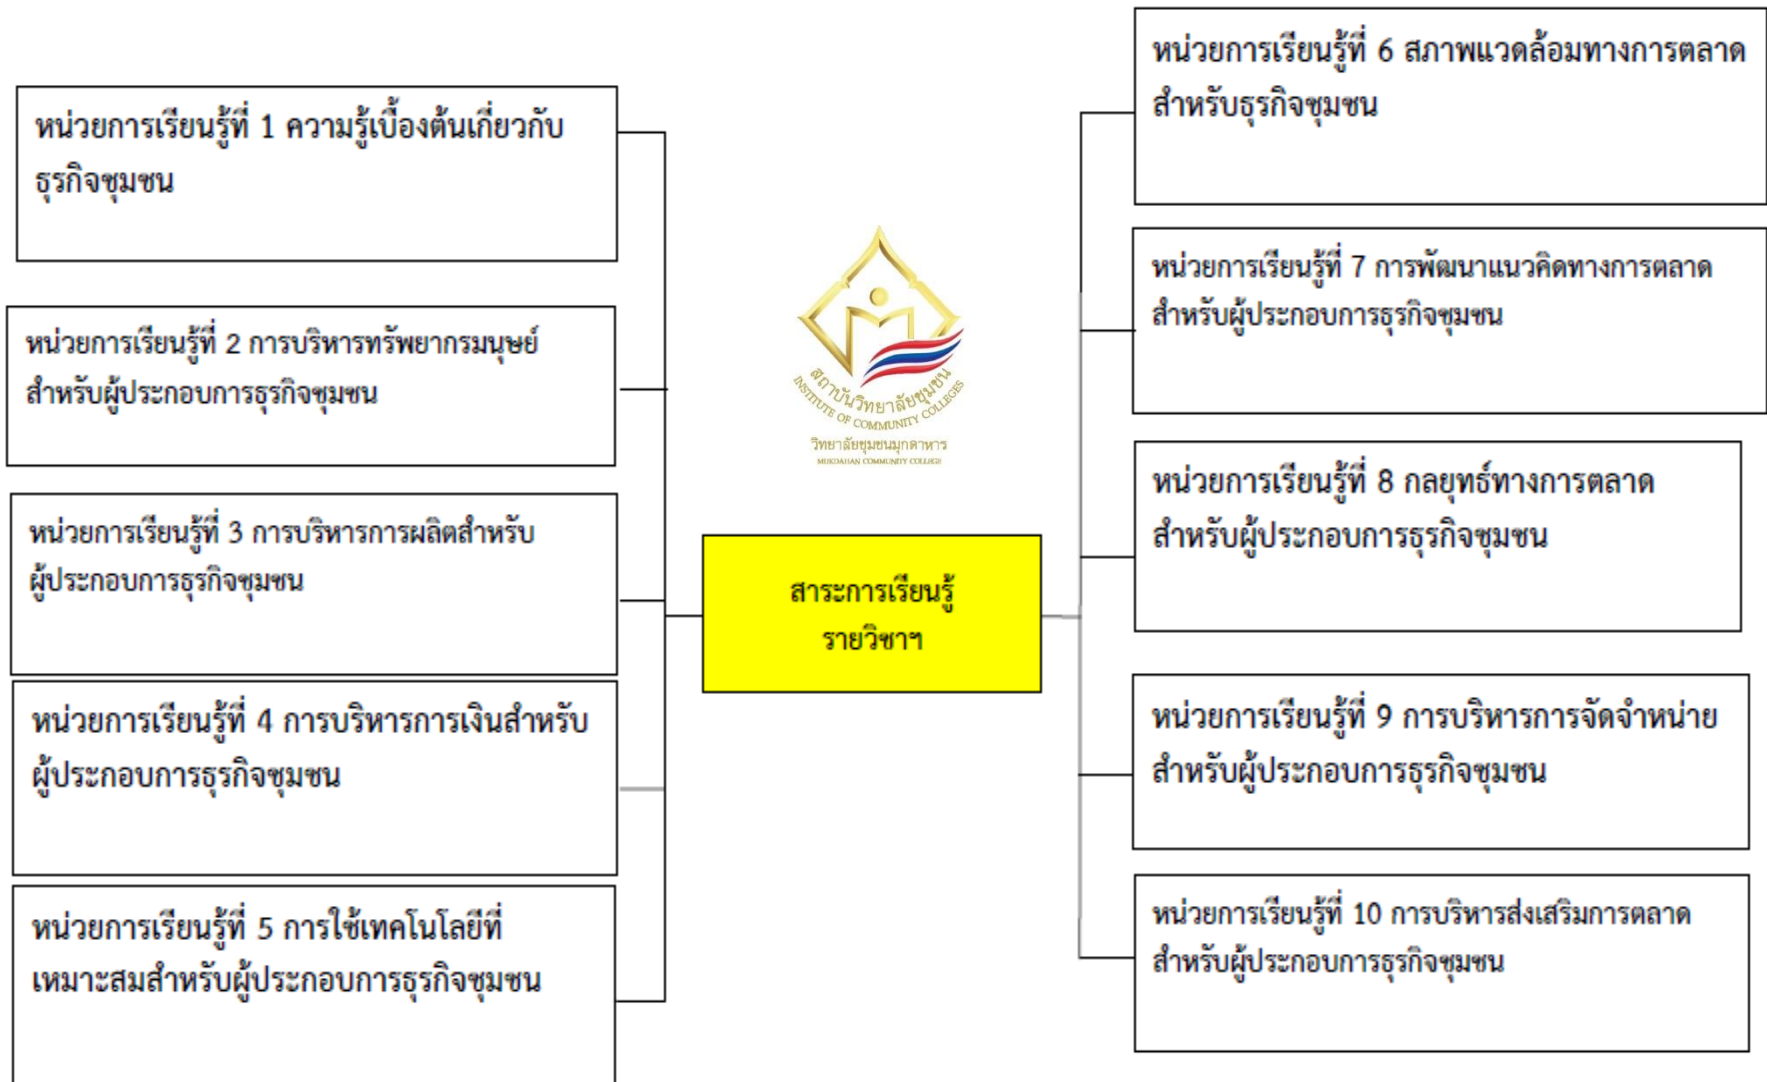 หน่วยการเรียนรู้ที่ 1 ความรู้เบื้องต้นเกี่ยวกับ
ธุรกิจชุมชน
หน่วยการเรียนรู้ที่ 2 การบริหารทรัพยากรมนุษย์
สำหรับผู้ประกอบการธุรกิจชุมชน
หน่วยการเรียนรู้ที่ 3 การบริหารการผลิตสำหรับ
ผู้ประกอบการธุรกิจชุมชน
หน่วยการเรียนรู้ที่ 4 การบริหารการเงินสำหรับ
ผู้ประกอบการธุรกิจชุมชน
หน่วยการเรียนรู้ที่ 5 การใช้เทคโนโลยีที่
เหมาะสมสำหรับผู้ประกอบการธุรกิจชุมชน
สถาบันวิทยาลัยชุมชน
INSTITUTE OF COMMUNITY COLLEGES
วิทยาลัยชุมชนมุกดาหาร
MUKDAHAN COMMUNITY COLLEGE
สาระการเรียนรู้
รายวิชาฯ
หน่วยการเรียนรู้ที่ 6 สภาพแวดล้อมทางการตลาด
สำหรับธุรกิจชุมชน
หน่วยการเรียนรู้ที่ 7 การพัฒนาแนวคิดทางการตลาด
สำหรับผู้ประกอบการธุรกิจชุมชน
หน่วยการเรียนรู้ที่ 8 กลยุทธ์ทางการตลาด
สำหรับผู้ประกอบการธุรกิจชุมชน
หน่วยการเรียนรู้ที่ 9 การบริหารการจัดจำหน่าย
สำหรับผู้ประกอบการธุรกิจชุมชน
หน่วยการเรียนรู้ที่ 10 การบริหารส่งเสริมการตลาด
สำหรับผู้ประกอบการธุรกิจชุมชน